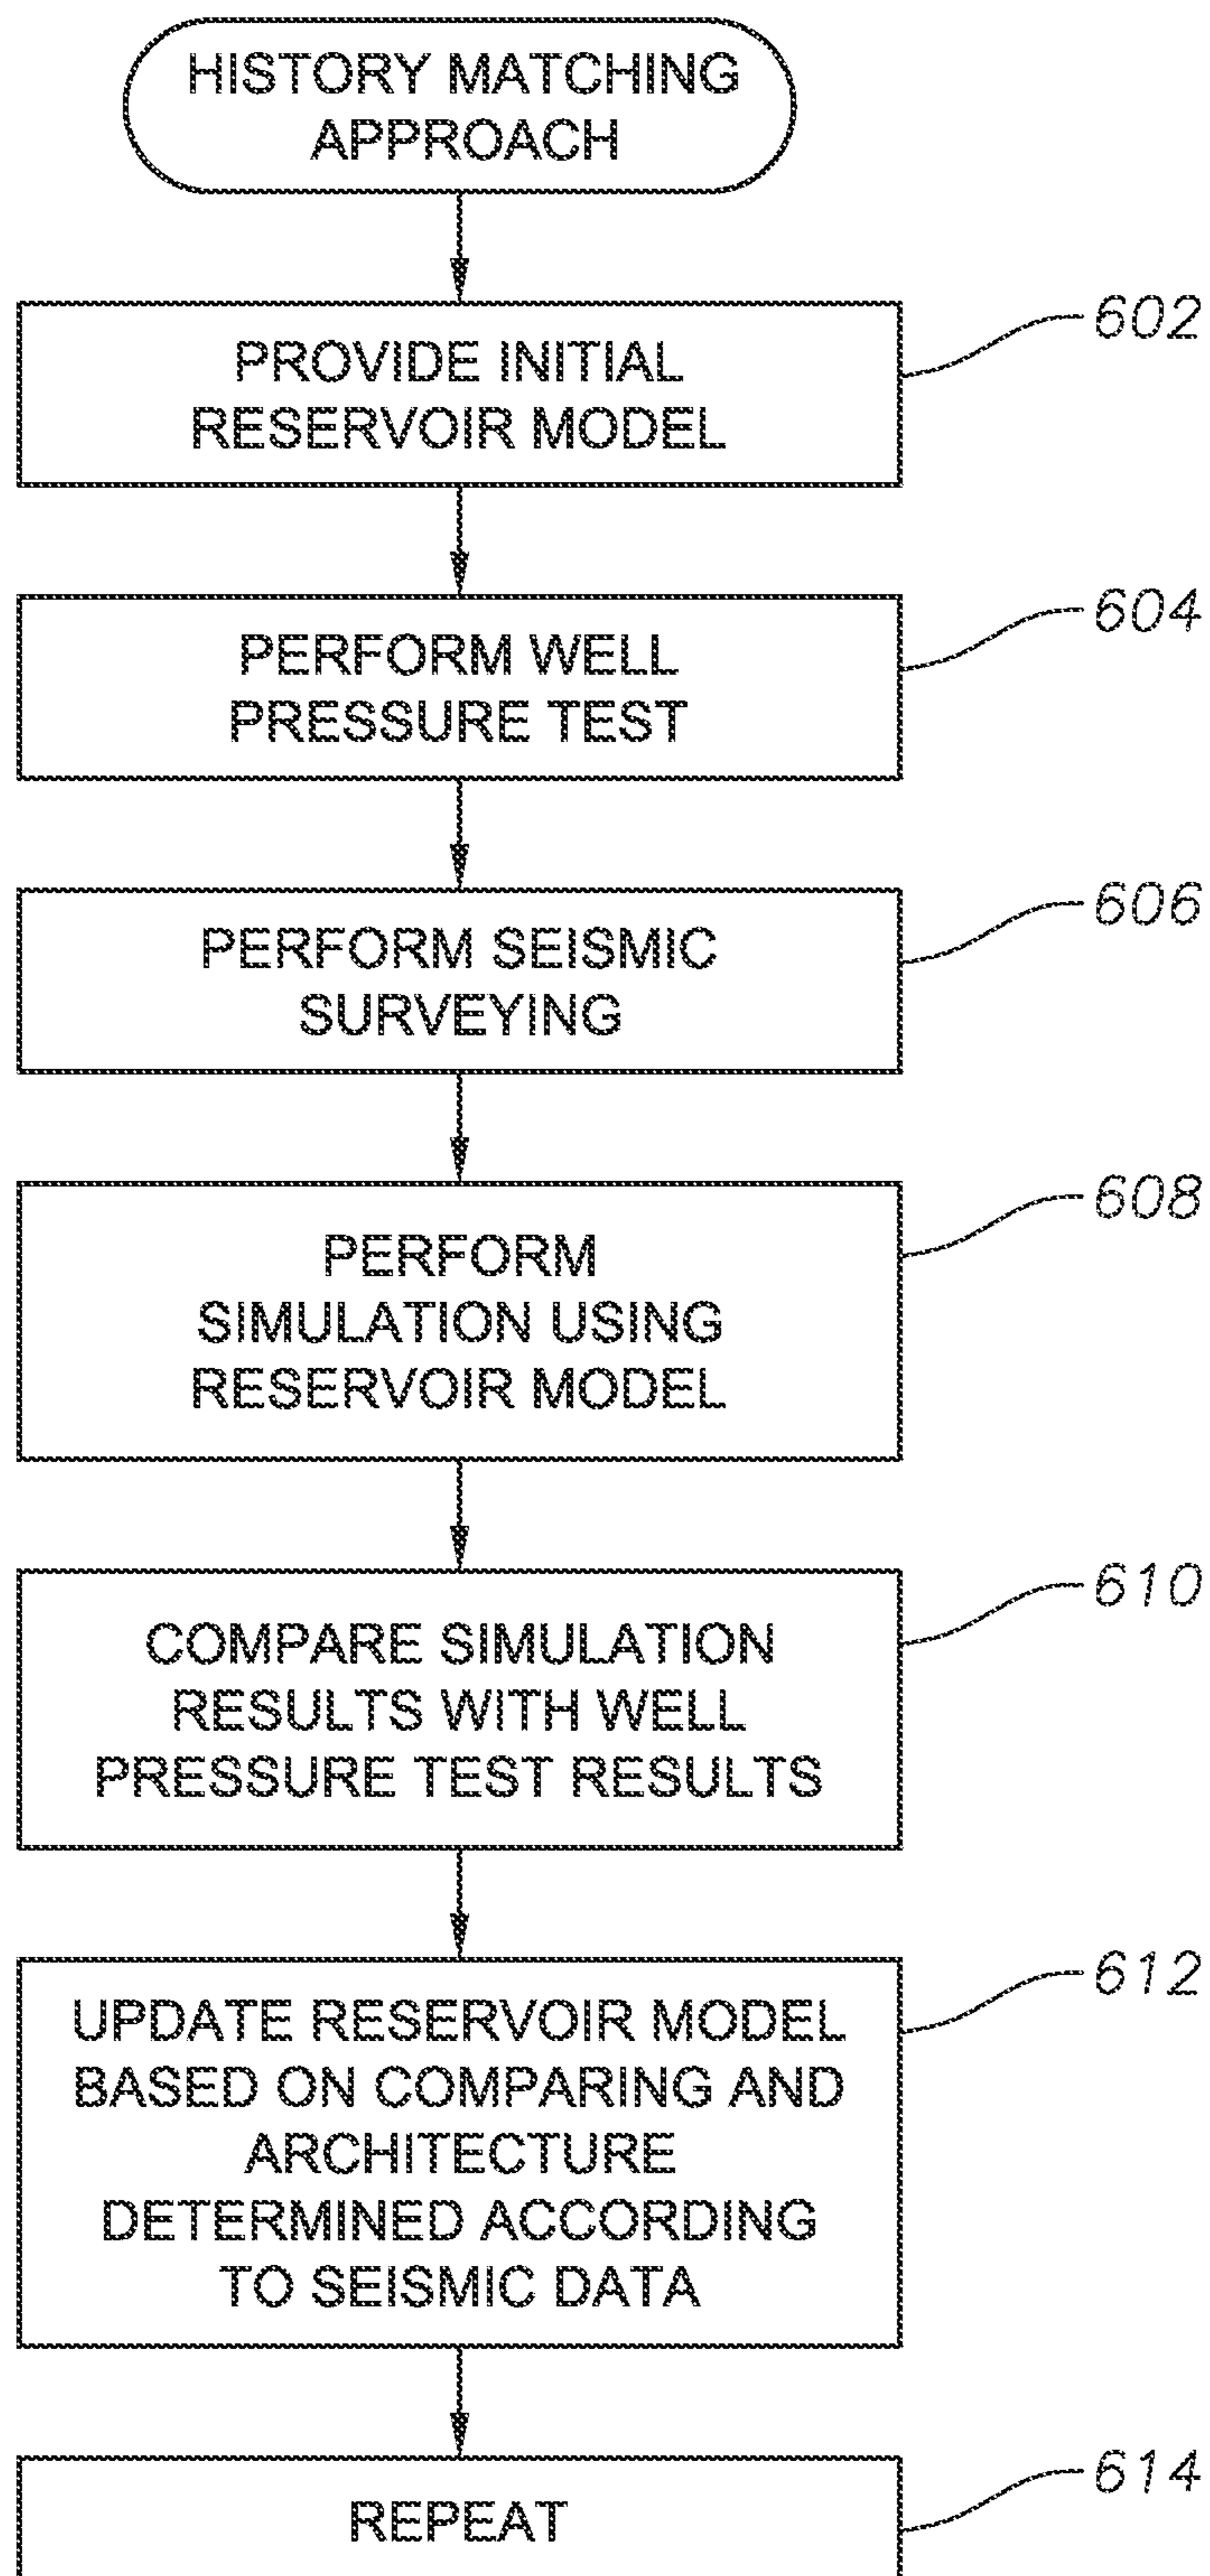 HISTORY MATCHING
APPROACH
602
PROVIDE INITIAL
RESERVOIR MODEL
604
PERFORM WELL
PRESSURE TEST
606
PERFORM SEISMIC
SURVEYING
608
PERFORM
SIMULATION USING
RESERVOIR MODEL
610
COMPARE SIMULATION
RESULTS WITH WELL
PRESSURE TEST RESULTS
612
UPDATE RESERVOIR MODEL
BASED ON COMPARING AND
ARCHITECTURE
DETERMINED ACCORDING
TO SEISMIC DATA
614
REPEAT